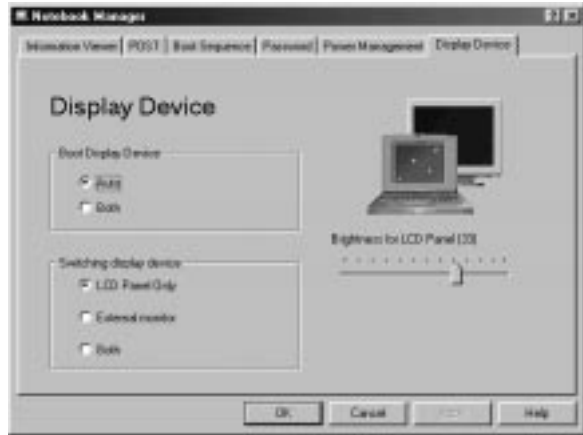 Notebook Manager
Information Viewer POST Boot Sequence Password Power Management Display Device
Display Device
Boot Display Device
Auto
Both
Brightness for LCD Panel (20)
Switching display device
LCD Panel Only
External monitor
Both
OK Cancel Help